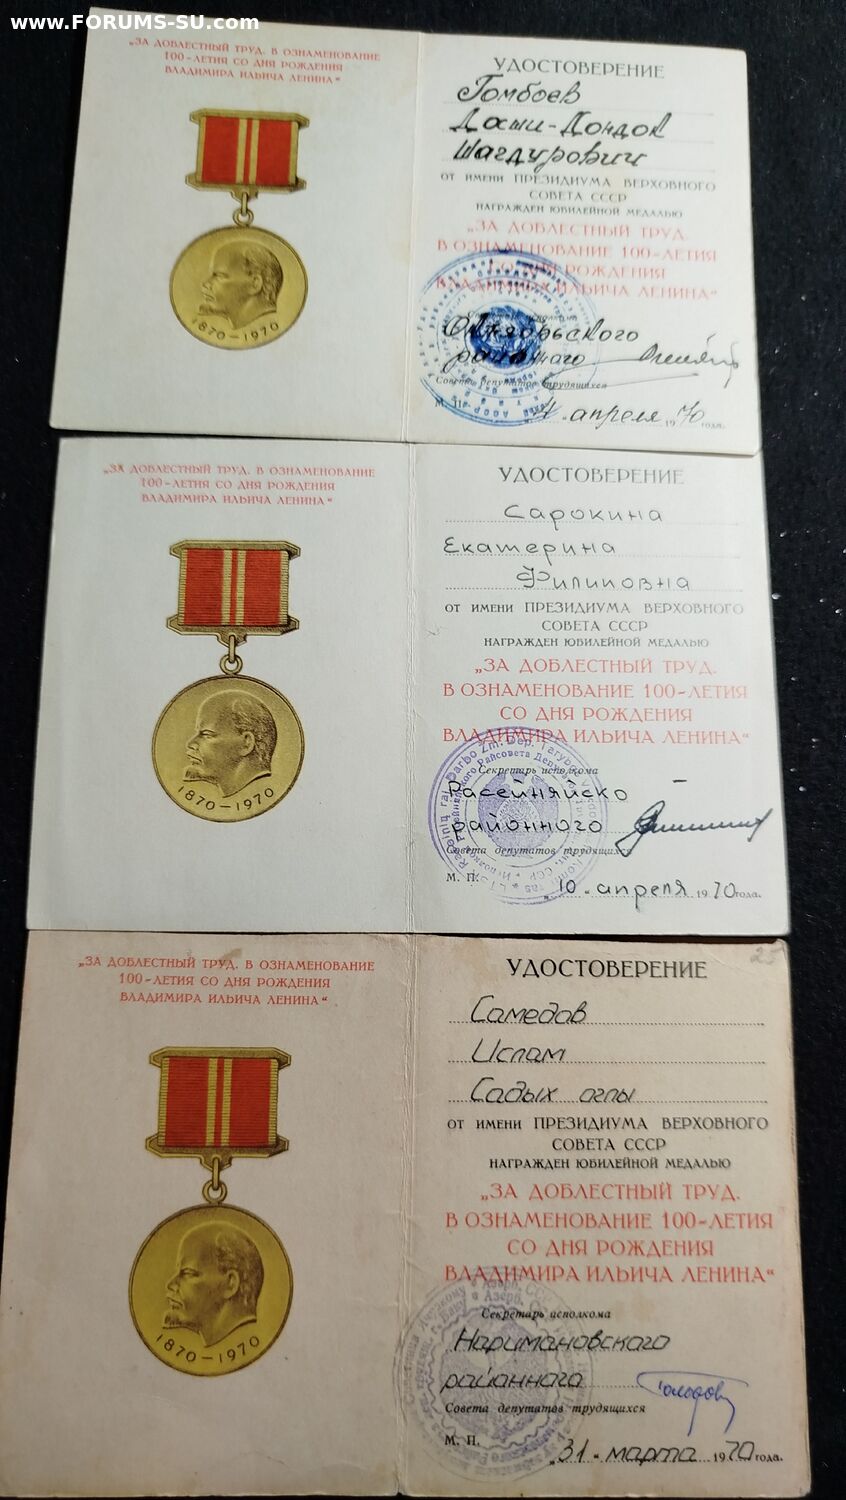 www.FORUMS-SU.com
„ЗА ДОБЛЕСТНЫЙ ТРУД. В ОЗНАМЕНОВАНИЕ
100-ЛЕТИЯ СО ДНЯ РОЖДЕНИЯ
ВЛАДИМИРА ИЛЬИЧА ЛЕНИНА“
1870–1970
УДОСТОВЕРЕНИЕ
Гомбоев
Даши-Дондок
Шагдурович
ОТ ИМЕНИ ПРЕЗИДИУМА ВЕРХОВНОГО
СОВЕТА СССР
НАГРАЖДЕН ЮБИЛЕЙНОЙ МЕДАЛЬЮ
„ЗА ДОБЛЕСТНЫЙ ТРУД.
В ОЗНАМЕНОВАНИЕ 100-ЛЕТИЯ
СО ДНЯ РОЖДЕНИЯ
ВЛАДИМИРА ИЛЬИЧА ЛЕНИНА“
исполкома
Октябрьского
районного
Совета депутатов трудящихся
М. П. апреля 1970 года.
„ЗА ДОБЛЕСТНЫЙ ТРУД. В ОЗНАМЕНОВАНИЕ
100-ЛЕТИЯ СО ДНЯ РОЖДЕНИЯ
ВЛАДИМИРА ИЛЬИЧА ЛЕНИНА“
1870–1970
УДОСТОВЕРЕНИЕ
Сарокина
Екатерина
Филиповна
ОТ ИМЕНИ ПРЕЗИДИУМА ВЕРХОВНОГО
СОВЕТА СССР
НАГРАЖДЕН ЮБИЛЕЙНОЙ МЕДАЛЬЮ
„ЗА ДОБЛЕСТНЫЙ ТРУД.
В ОЗНАМЕНОВАНИЕ 100-ЛЕТИЯ
СО ДНЯ РОЖДЕНИЯ
ВЛАДИМИРА ИЛЬИЧА ЛЕНИНА“
Секретарь исполкома
Расейняйско
районного
Совета депутатов трудящихся
М. П. „10“ апреля 1970 года.
„ЗА ДОБЛЕСТНЫЙ ТРУД. В ОЗНАМЕНОВАНИЕ
100-ЛЕТИЯ СО ДНЯ РОЖДЕНИЯ
ВЛАДИМИРА ИЛЬИЧА ЛЕНИНА“
1870–1970
25
УДОСТОВЕРЕНИЕ
Самедов
Ислам
Садых оглы
ОТ ИМЕНИ ПРЕЗИДИУМА ВЕРХОВНОГО
СОВЕТА СССР
НАГРАЖДЕН ЮБИЛЕЙНОЙ МЕДАЛЬЮ
„ЗА ДОБЛЕСТНЫЙ ТРУД.
В ОЗНАМЕНОВАНИЕ 100-ЛЕТИЯ
СО ДНЯ РОЖДЕНИЯ
ВЛАДИМИРА ИЛЬИЧА ЛЕНИНА“
Секретарь исполкома
Наримановского
районного
Совета депутатов трудящихся
М. П. „31“ марта 1970 года.